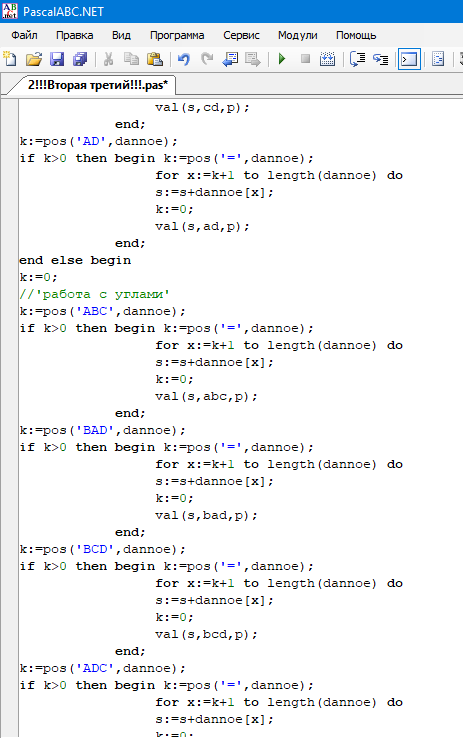 PascalABC.NET
Файл Правка Вид Программа Сервис Модули Помощь
2!!!Вторая третий!!!.pas*
val(s,cd,p);
end;
k:=pos('AD',dannoe);
if k>0 then begin k:=pos('=',dannoe);
for x:=k+1 to length(dannoe) do
s:=s+dannoe[x];
k:=0;
val(s,ad,p);
end;
end else begin
k:=0;
//'работа с углами'
k:=pos('ABC',dannoe);
if k>0 then begin k:=pos('=',dannoe);
for x:=k+1 to length(dannoe) do
s:=s+dannoe[x];
k:=0;
val(s,abc,p);
end;
k:=pos('BAD',dannoe);
if k>0 then begin k:=pos('=',dannoe);
for x:=k+1 to length(dannoe) do
s:=s+dannoe[x];
k:=0;
val(s,bad,p);
end;
k:=pos('BCD',dannoe);
if k>0 then begin k:=pos('=',dannoe);
for x:=k+1 to length(dannoe) do
s:=s+dannoe[x];
k:=0;
val(s,bcd,p);
end;
k:=pos('ADC',dannoe);
if k>0 then begin k:=pos('=',dannoe);
for x:=k+1 to length(dannoe) do
s:=s+dannoe[x];
k:=0;